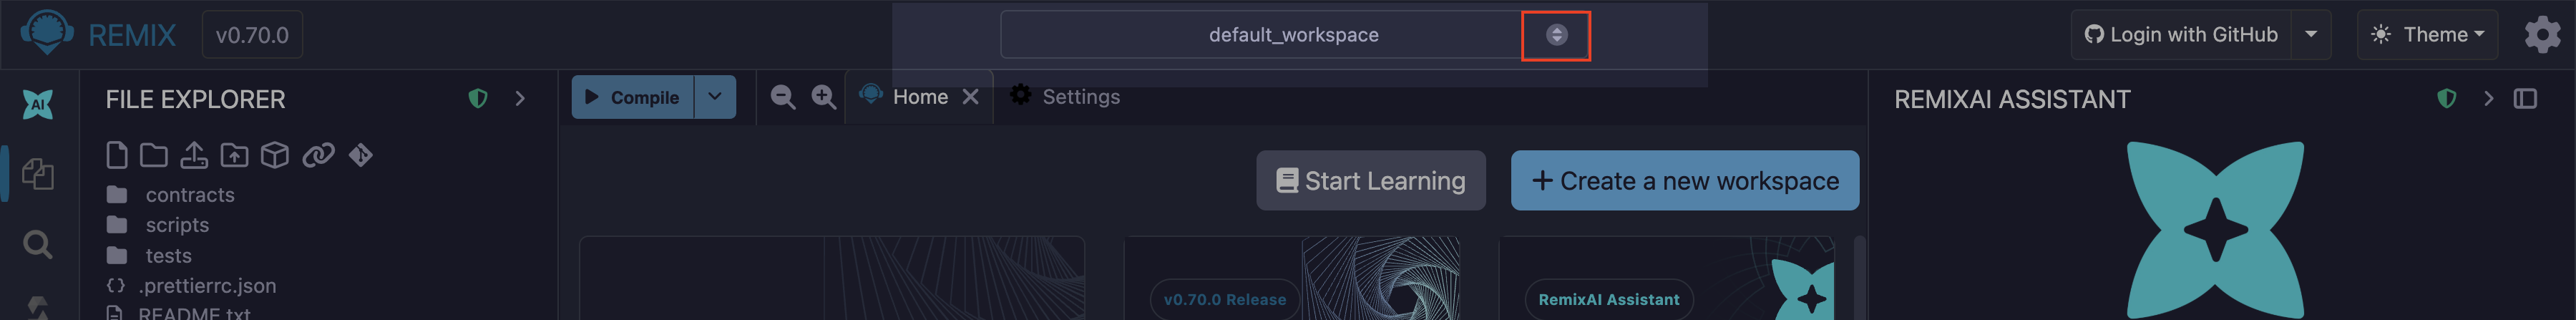 REMIX
v0.70.0
default_workspace
Login with GitHub
Theme
AI
FILE EXPLORER
Compile
Home
Settings
REMIXAI ASSISTANT
Start Learning
+ Create a new workspace
contracts
scripts
tests
.prettierrc.json
README.txt
v0.70.0 Release
RemixAI Assistant